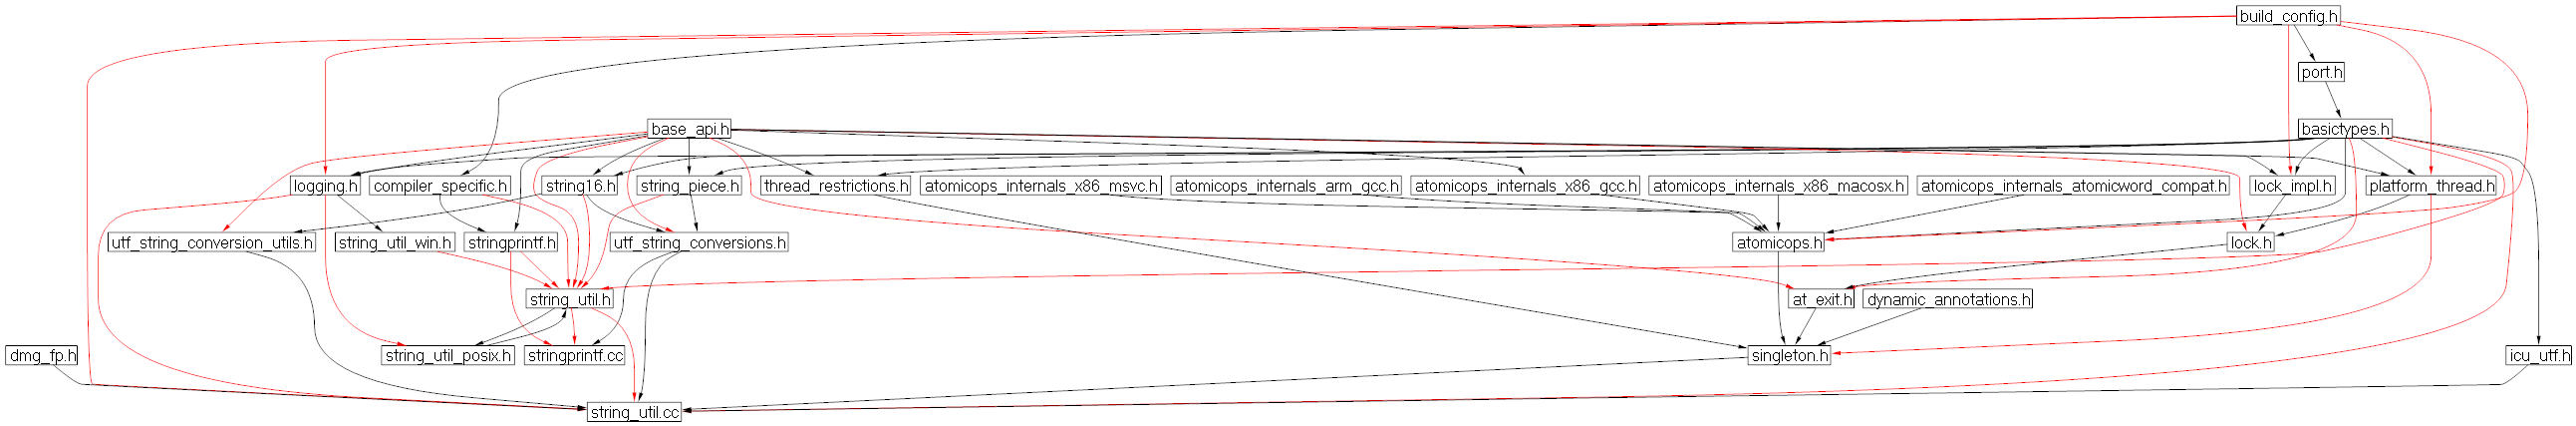 build_config.h
port.h
base_api.h
basictypes.h
logging.h
compiler_specific.h
string16.h
string_piece.h
thread_restrictions.h
atomicops_internals_x86_msvc.h
atomicops_internals_arm_gcc.h
atomicops_internals_x86_gcc.h
atomicops_internals_x86_macosx.h
atomicops_internals_atomicword_compat.h
lock_impl.h
platform_thread.h
utf_string_conversion_utils.h
string_util_win.h
stringprintf.h
utf_string_conversions.h
atomicops.h
lock.h
string_util.h
at_exit.h
dynamic_annotations.h
dmg_fp.h
string_util_posix.h
stringprintf.cc
singleton.h
icu_utf.h
string_util.cc